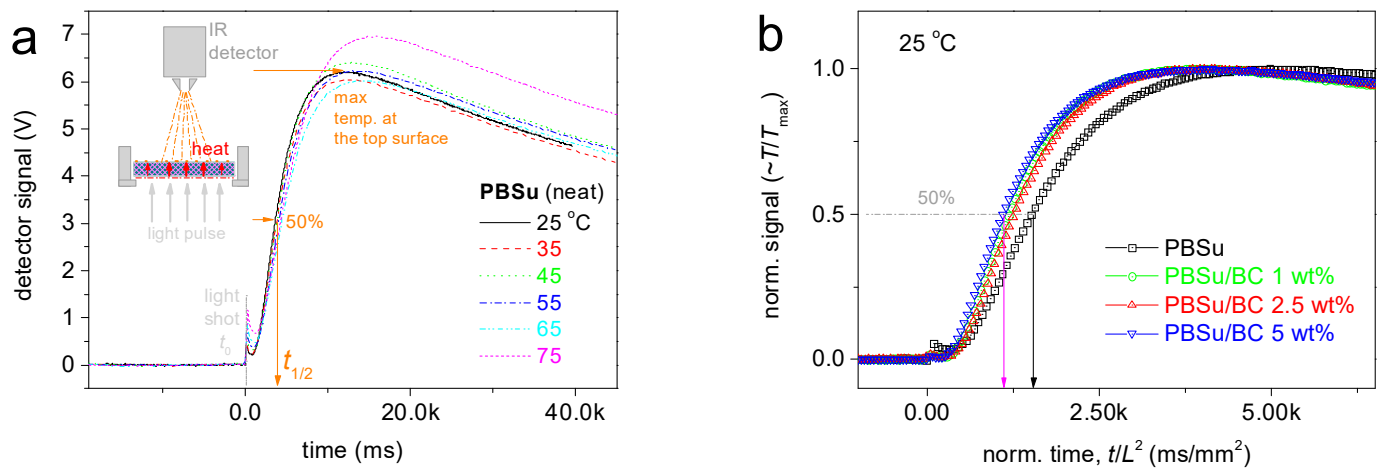 a
IR
detector
heat
light pulse
light
shot
t₀
max
temp. at
the top surface
50%
t₁/₂
PBSu (neat)
25 °C
35
45
55
65
75
7
6
5
4
3
2
1
0
detector signal (V)
0.0
20.0k
40.0k
time (ms)
b
25 °C
50%
PBSu
PBSu/BC 1 wt%
PBSu/BC 2.5 wt%
PBSu/BC 5 wt%
1.0
0.5
0.0
norm. signal (~T/Tmax)
0.00
2.50k
5.00k
norm. time, t/L² (ms/mm²)